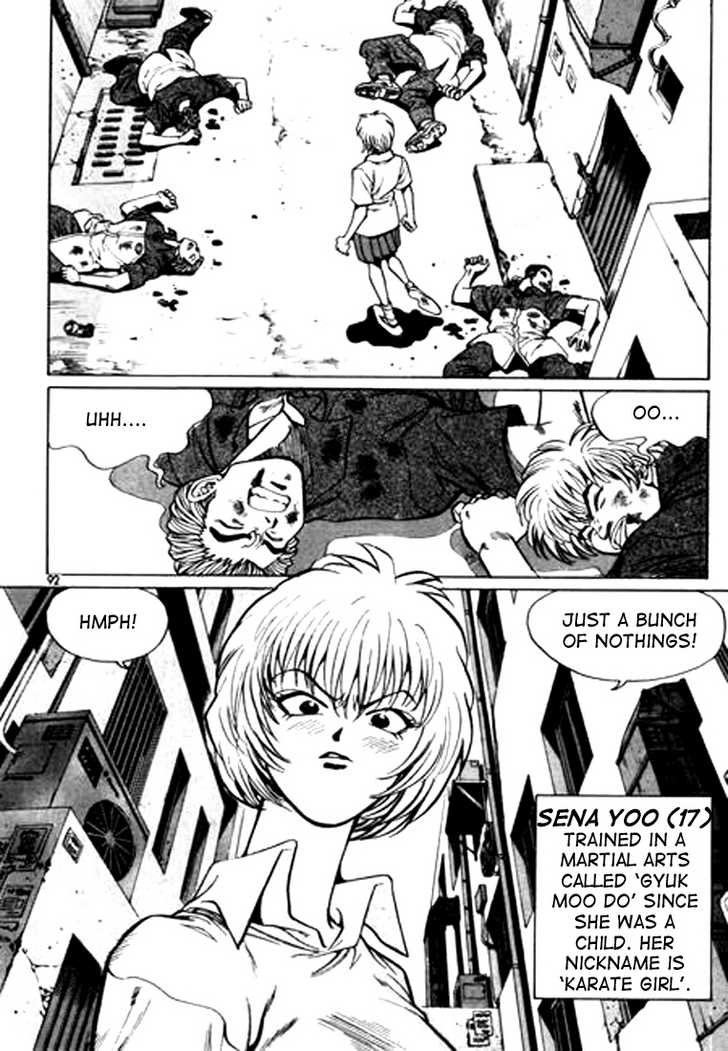 UHH....
OO...
92
HMPH!
JUST A BUNCH
OF NOTHINGS!
SENA YOO (17)
TRAINED IN A
MARTIAL ARTS
CALLED ‘GYUK
MOO DO’ SINCE
SHE WAS A
CHILD. HER
NICKNAME IS
‘KARATE GIRL’.